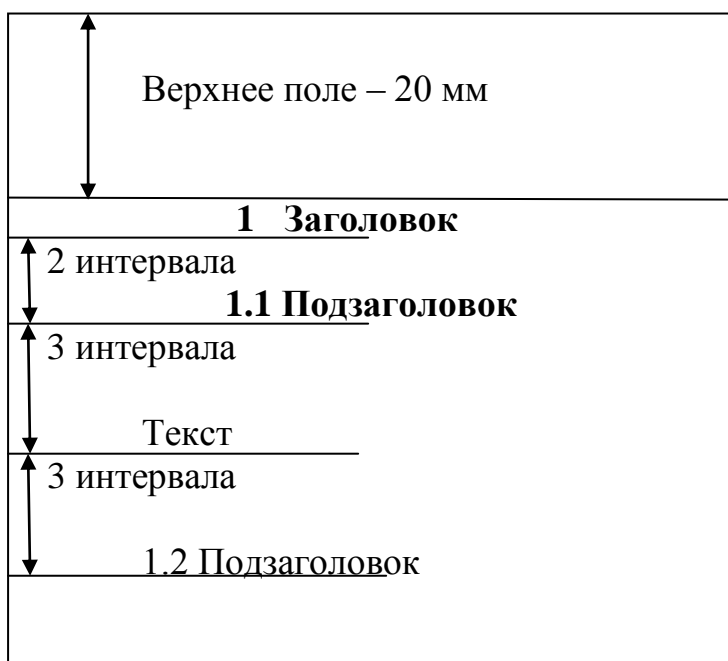 Верхнее поле – 20 мм
1 Заголовок
2 интервала
1.1 Подзаголовок
3 интервала
Текст
3 интервала
1.2 Подзаголовок